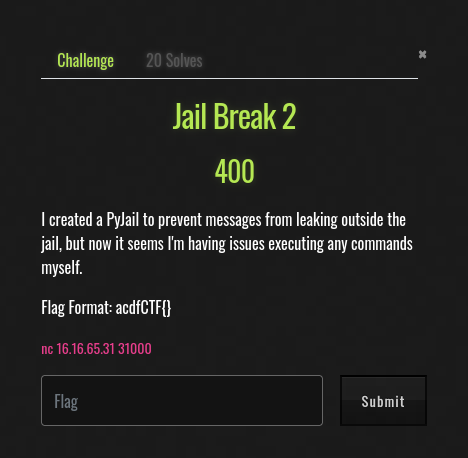 Challenge
20 Solves
×
Jail Break 2
400
I created a PyJail to prevent messages from leaking outside the
jail, but now it seems I'm having issues executing any commands
myself.
Flag Format: acdfCTF{}
nc 16.16.65.31 31000
Flag
Submit